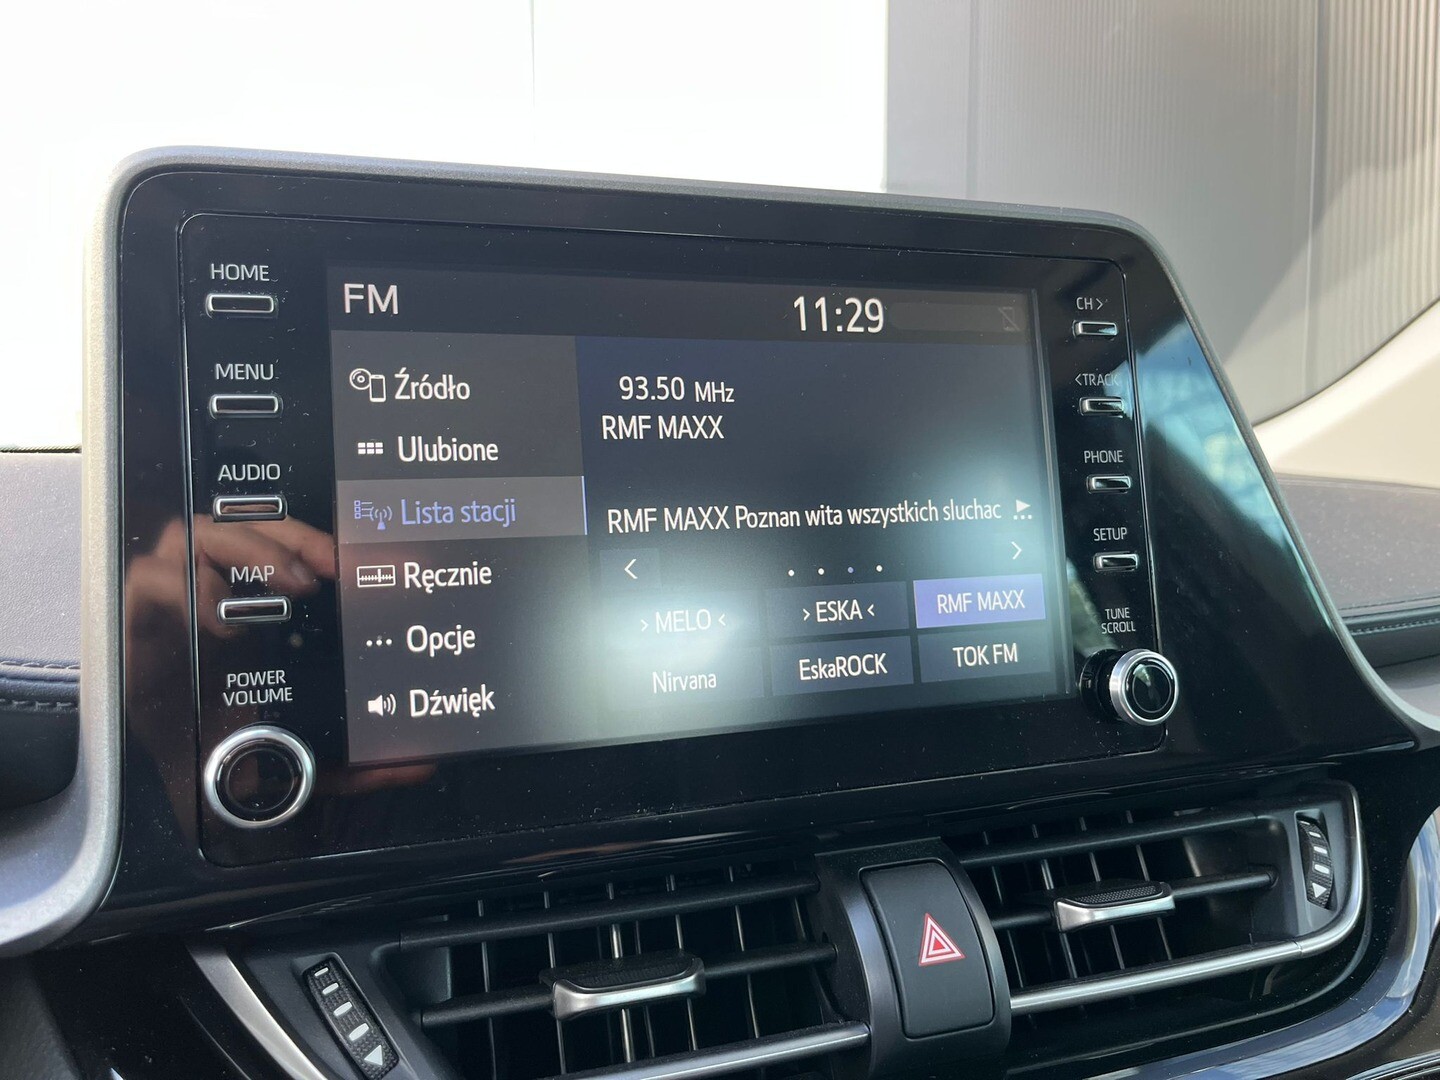 HOME
MENU
AUDIO
MAP
POWER
VOLUME
FM
11:29
Źródło
Ulubione
Lista stacji
Ręcznie
Opcje
Dźwięk
93.50 MHz
RMF MAXX
RMF MAXX Poznan wita wszystkich sluchac
> MELO <
> ESKA <
RMF MAXX
Nirvana
EskaROCK
TOK FM
CH >
< TRACK
PHONE
SETUP
TUNE
SCROLL